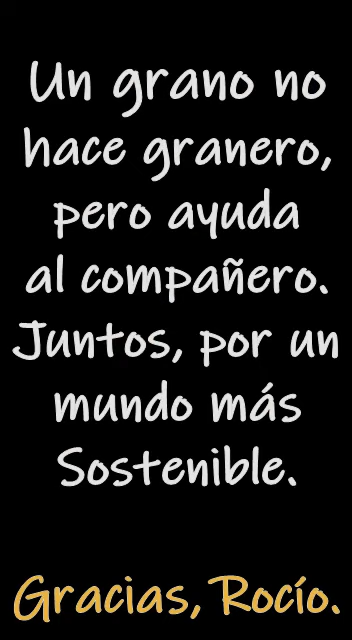 Un grano no
hace granero,
pero ayuda
al compañero.
Juntos, por un
mundo más
Sostenible.
Gracias, Rocío.